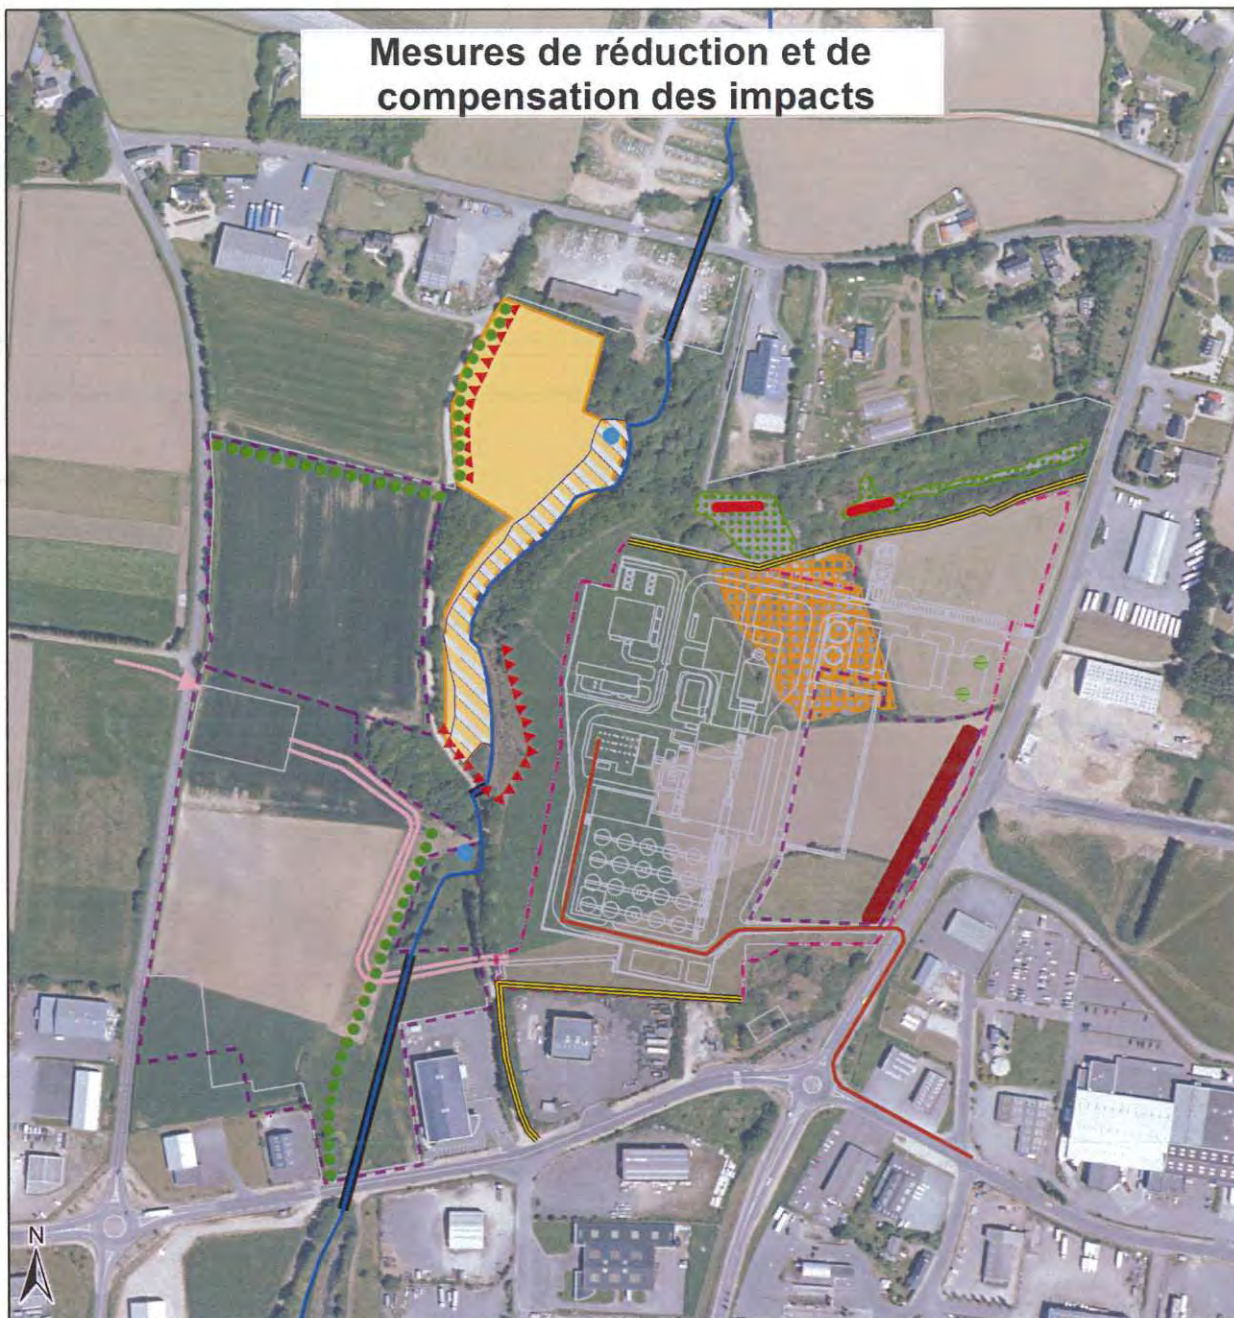 Mesures de réduction et de
compensation des impacts
N